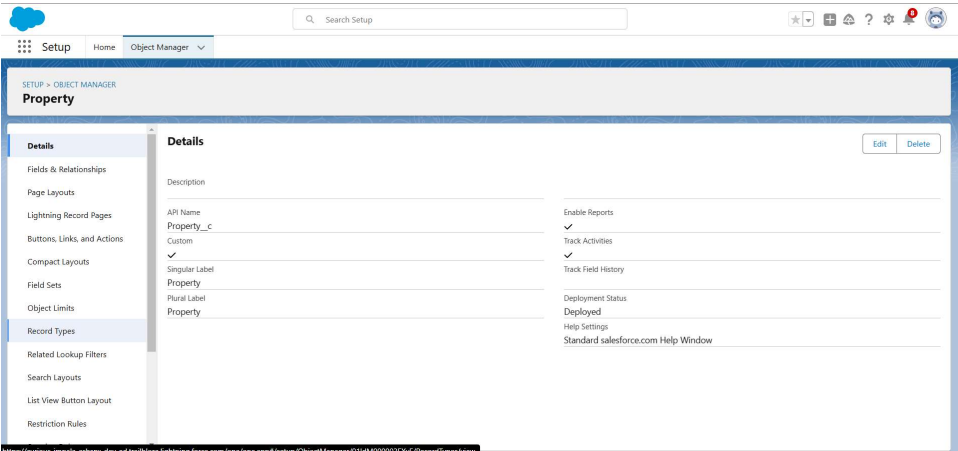 Search Setup
8
Setup Home Object Manager
SETUP > OBJECT MANAGER
Property
Details
Fields & Relationships
Page Layouts
Lightning Record Pages
Buttons, Links, and Actions
Compact Layouts
Field Sets
Object Limits
Record Types
Related Lookup Filters
Search Layouts
List View Button Layout
Restriction Rules
Details
Edit Delete
Description
API Name
Property__c
Custom
Singular Label
Property
Plural Label
Property
Enable Reports
Track Activities
Track Field History
Deployment Status
Deployed
Help Settings
Standard salesforce.com Help Window